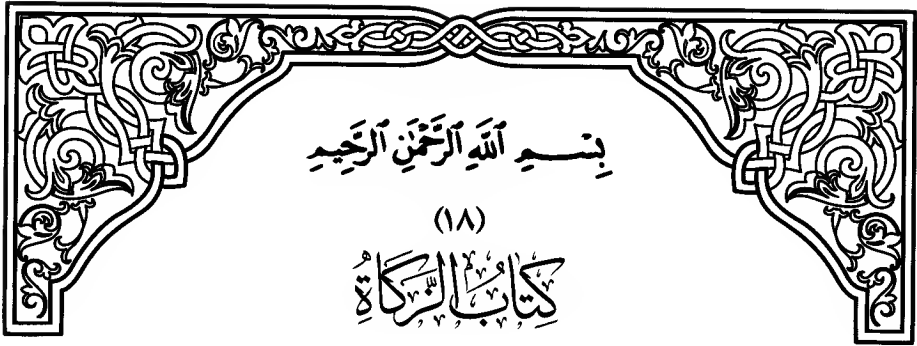 بِسْمِ ٱللَّهِ ٱلرَّحْمَٰنِ ٱلرَّحِيمِ
(١٨)
كِتَابُ الزَّكَاةِ